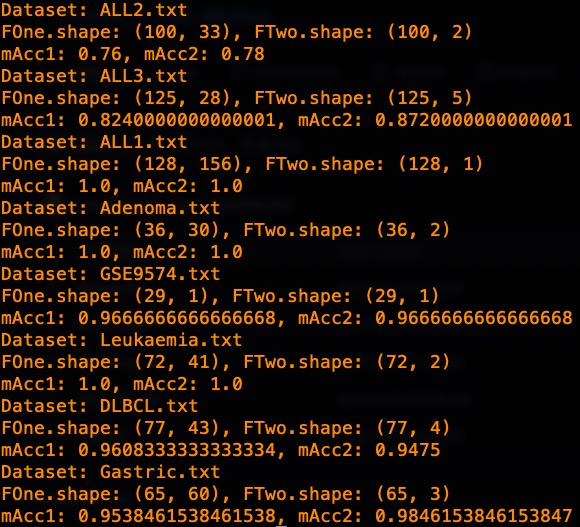 Dataset: ALL2.txt
FOne.shape: (100, 33), FTwo.shape: (100, 2)
mAcc1: 0.76, mAcc2: 0.78
Dataset: ALL3.txt
FOne.shape: (125, 28), FTwo.shape: (125, 5)
mAcc1: 0.8240000000000001, mAcc2: 0.8720000000000001
Dataset: ALL1.txt
FOne.shape: (128, 156), FTwo.shape: (128, 1)
mAcc1: 1.0, mAcc2: 1.0
Dataset: Adenoma.txt
FOne.shape: (36, 30), FTwo.shape: (36, 2)
mAcc1: 1.0, mAcc2: 1.0
Dataset: GSE9574.txt
FOne.shape: (29, 1), FTwo.shape: (29, 1)
mAcc1: 0.9666666666666668, mAcc2: 0.9666666666666668
Dataset: Leukaemia.txt
FOne.shape: (72, 41), FTwo.shape: (72, 2)
mAcc1: 1.0, mAcc2: 1.0
Dataset: DLBCL.txt
FOne.shape: (77, 43), FTwo.shape: (77, 4)
mAcc1: 0.9608333333333334, mAcc2: 0.9475
Dataset: Gastric.txt
FOne.shape: (65, 60), FTwo.shape: (65, 3)
mAcc1: 0.9538461538461538, mAcc2: 0.9846153846153847